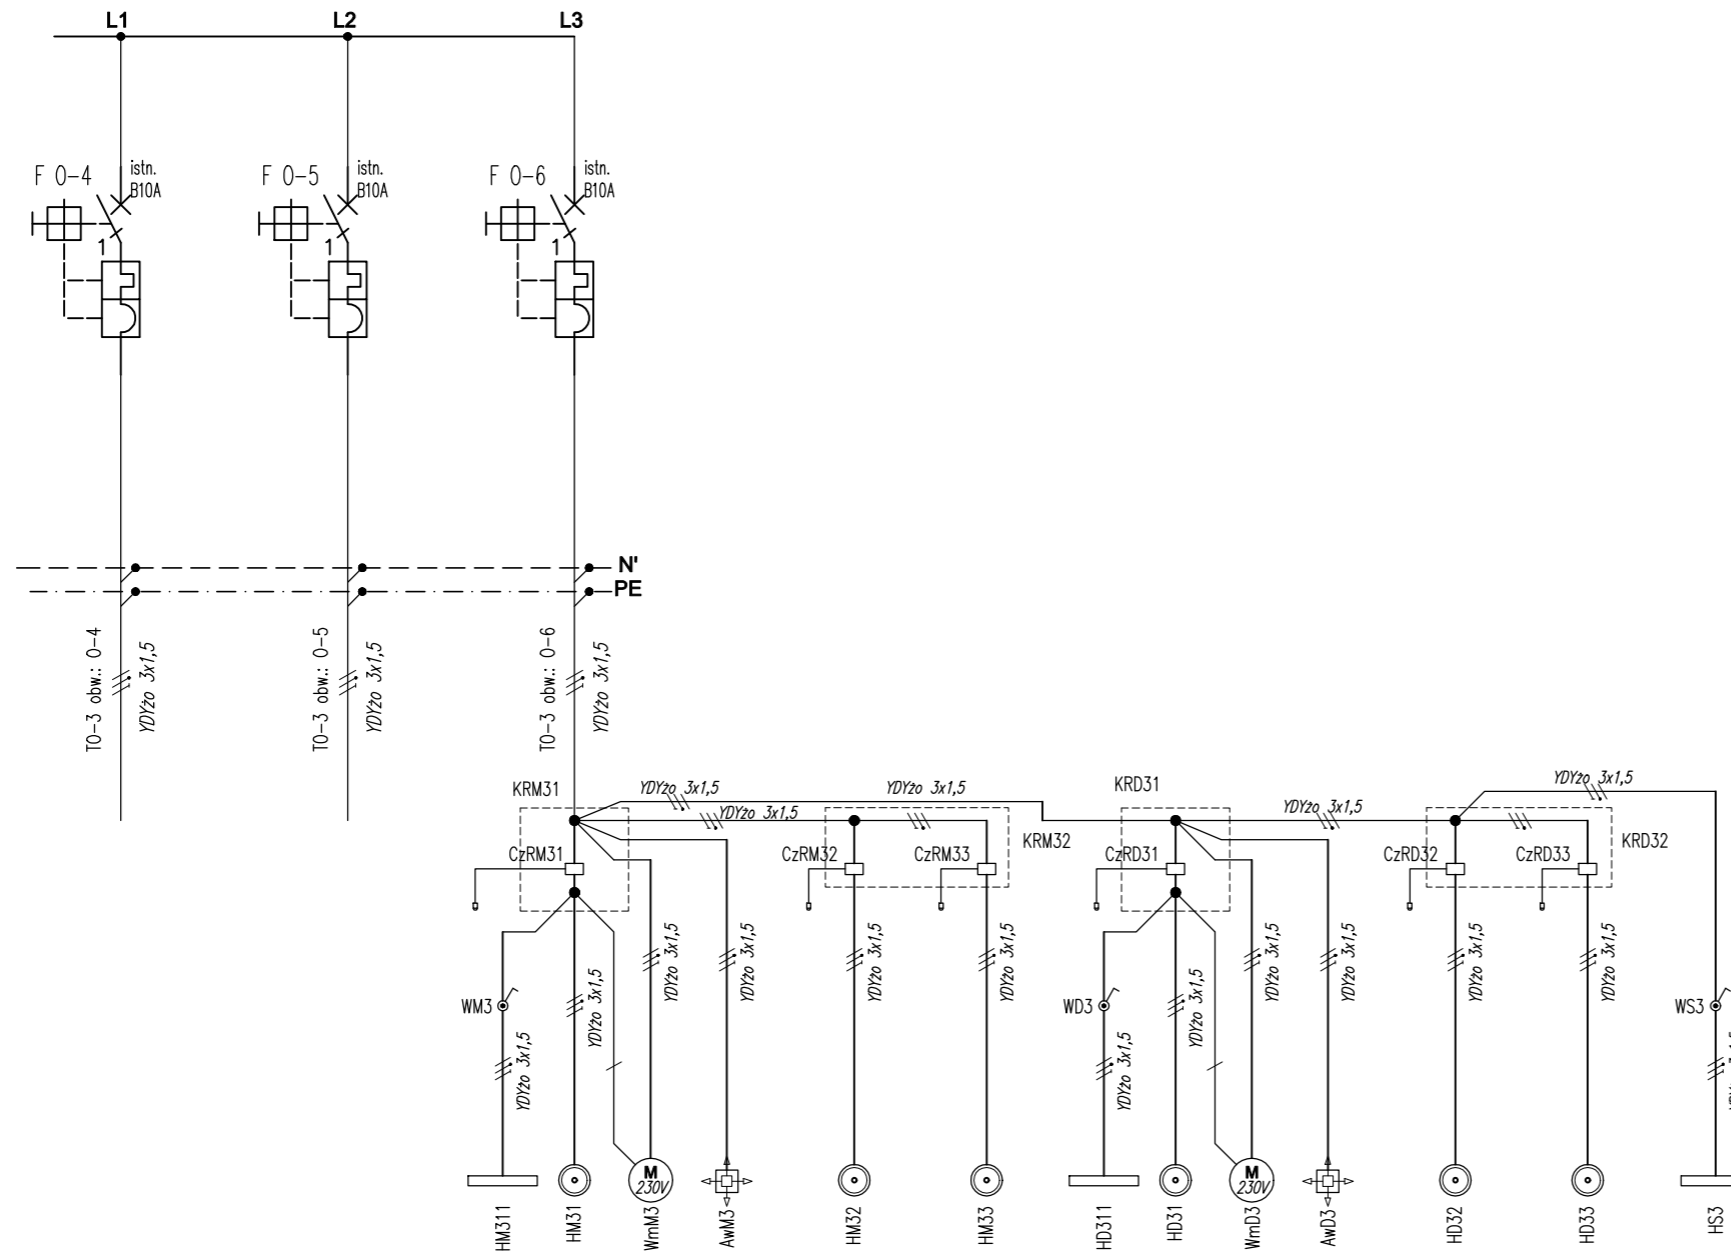 L1 L2 L3
F 0-4 istn. B10A
F 0-5 istn. B10A
F 0-6 istn. B10A
1 1 1
N'
PE
TO-3 obw.: 0-4
YDYżo 3x1,5
TO-3 obw.: 0-5
YDYżo 3x1,5
TO-3 obw.: 0-6
YDYżo 3x1,5
KRM31
YDYżo 3x1,5
YDYżo 3x1,5
YDYżo 3x1,5
KRD31
YDYżo 3x1,5
YDYżo 3x1,5
CzRM31
CzRM32
CzRM33
KRM32
CzRD31
CzRD32
CzRD33
KRD32
WM3
YDYżo 3x1,5
YDYżo 3x1,5
YDYżo 3x1,5
YDYżo 3x1,5
YDYżo 3x1,5
YDYżo 3x1,5
WD3
YDYżo 3x1,5
YDYżo 3x1,5
YDYżo 3x1,5
YDYżo 3x1,5
YDYżo 3x1,5
YDYżo 3x1,5
WS3
M
230V
M
230V
HM311
HM31
WmM3
AwM3
HM32
HM33
HD311
HD31
WmD3
AwD3
HD32
HD33
HS3